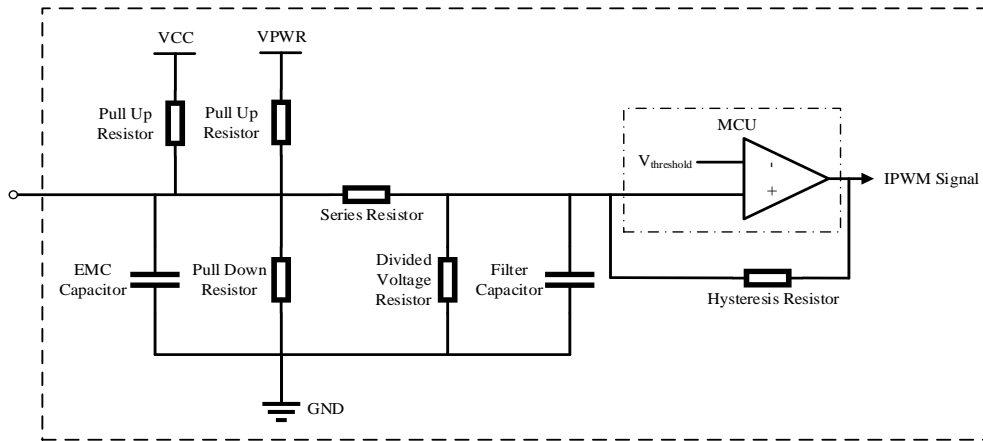 VCC
VPWR
Pull Up
Resistor
Pull Up
Resistor
MCU
Vthreshold
-
+
IPWM Signal
Series Resistor
EMC
Capacitor
Pull Down
Resistor
Divided
Voltage
Resistor
Filter
Capacitor
Hysteresis Resistor
GND